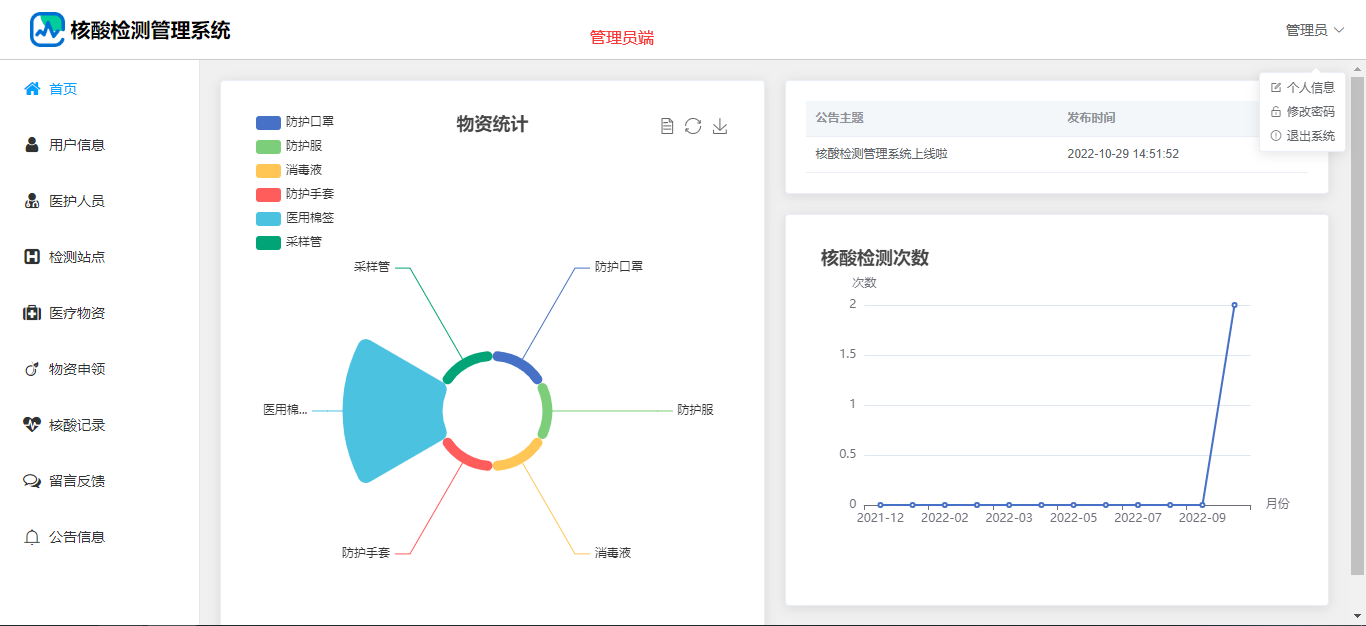 核酸检测管理系统
管理员端
管理员
个人信息
修改密码
退出系统
首页
用户信息
医护人员
检测站点
医疗物资
物资申领
核酸记录
留言反馈
公告信息
物资统计
防护口罩
防护服
消毒液
防护手套
医用棉签
采样管
采样管
防护口罩
医用棉...
防护服
防护手套
消毒液
公告主题 发布时间
核酸检测管理系统上线啦 2022-10-29 14:51:52
核酸检测次数
次数
2
1.5
1
0.5
0
月份
2021-12 2022-02 2022-03 2022-05 2022-07 2022-09